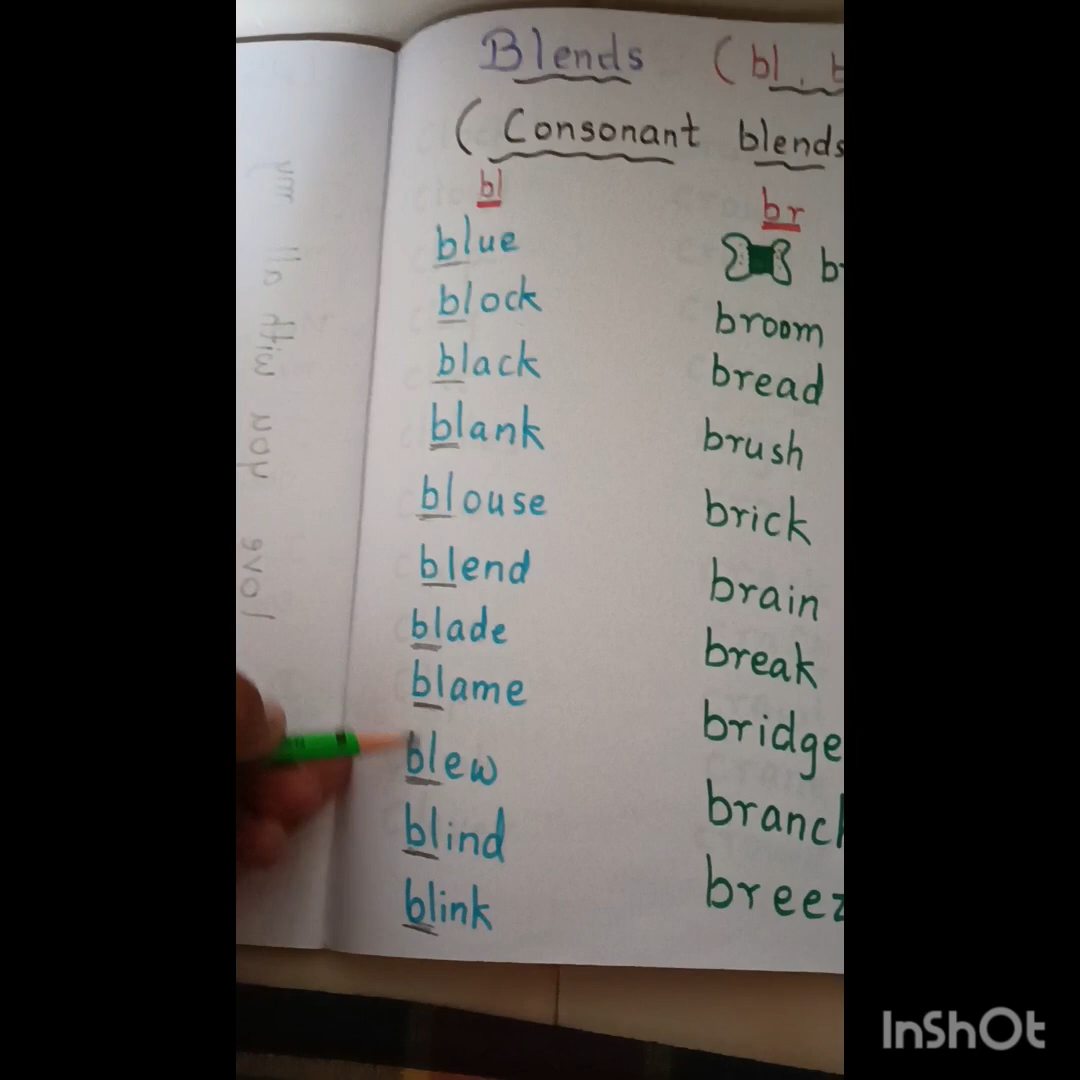 Blends (bl,
(Consonant blends
bl
blue
block
black
blank
blouse
blend
blade
blame
blew
blind
blink
br
broom
bread
brush
brick
brain
break
bridge
InShOt